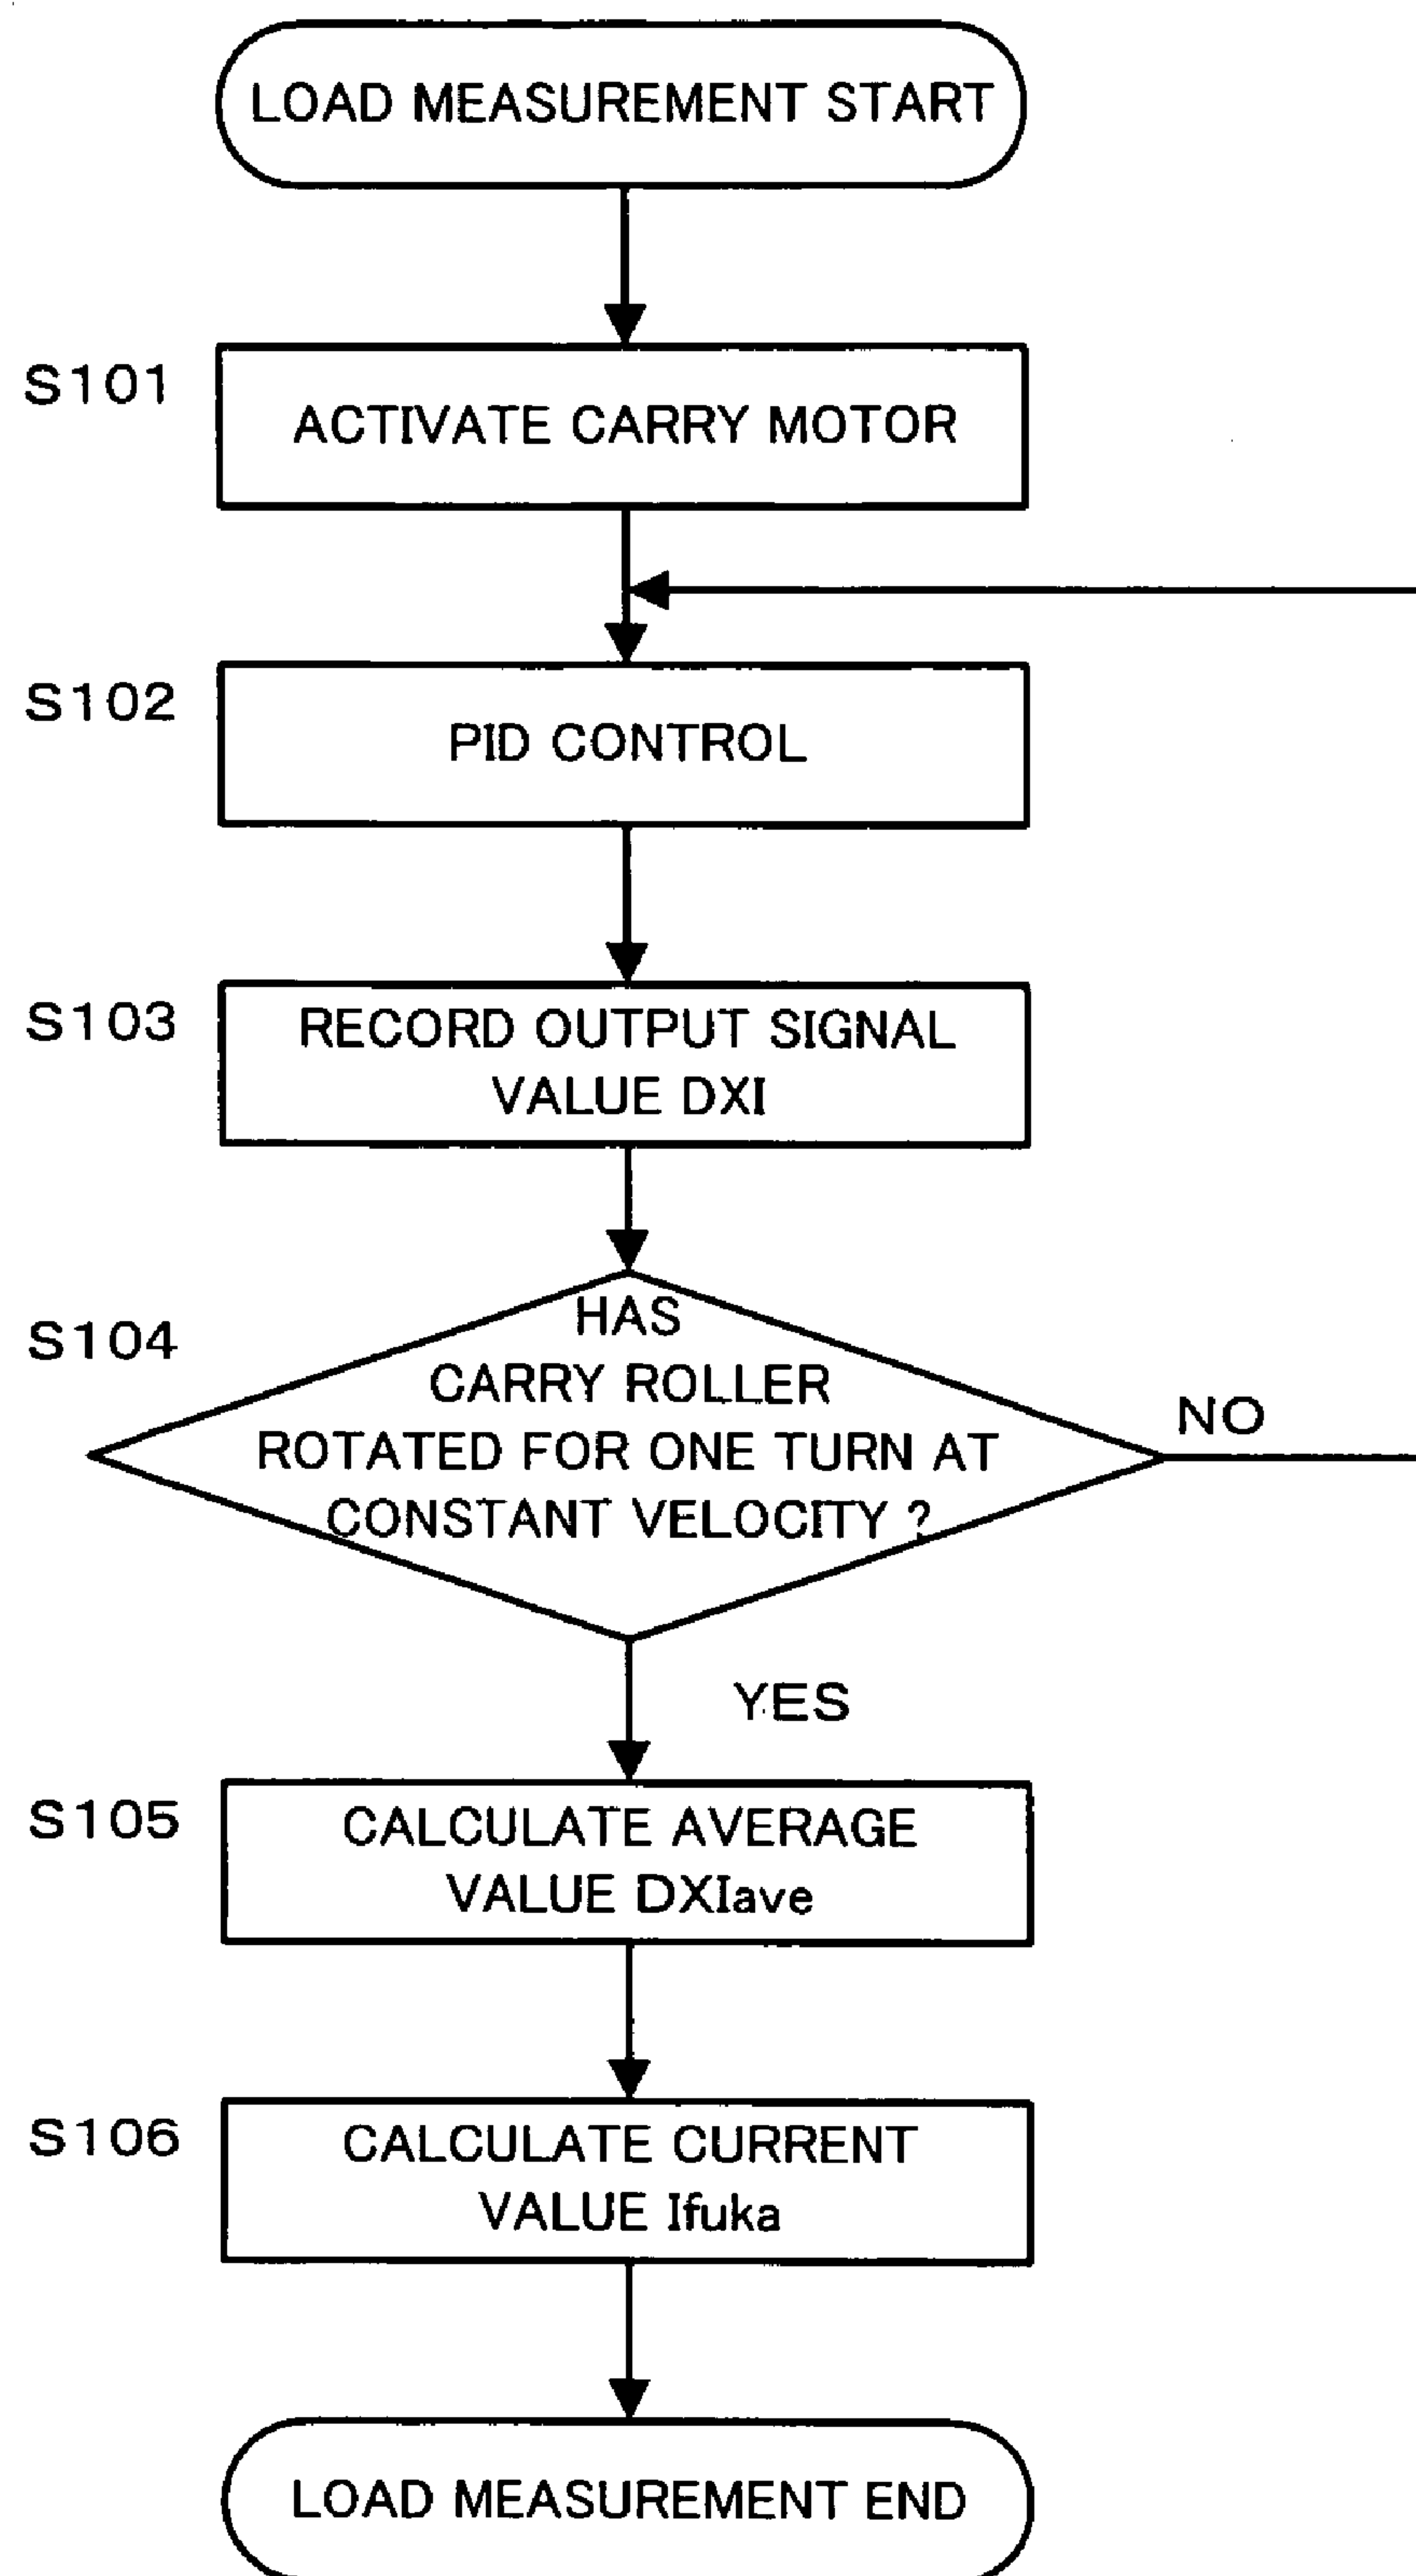 LOAD MEASUREMENT START
S101
ACTIVATE CARRY MOTOR
S102
PID CONTROL
S103
RECORD OUTPUT SIGNAL
VALUE DXI
S104
HAS
CARRY ROLLER
ROTATED FOR ONE TURN AT
CONSTANT VELOCITY ?
NO
YES
S105
CALCULATE AVERAGE
VALUE DXIave
S106
CALCULATE CURRENT
VALUE Ifuka
LOAD MEASUREMENT END